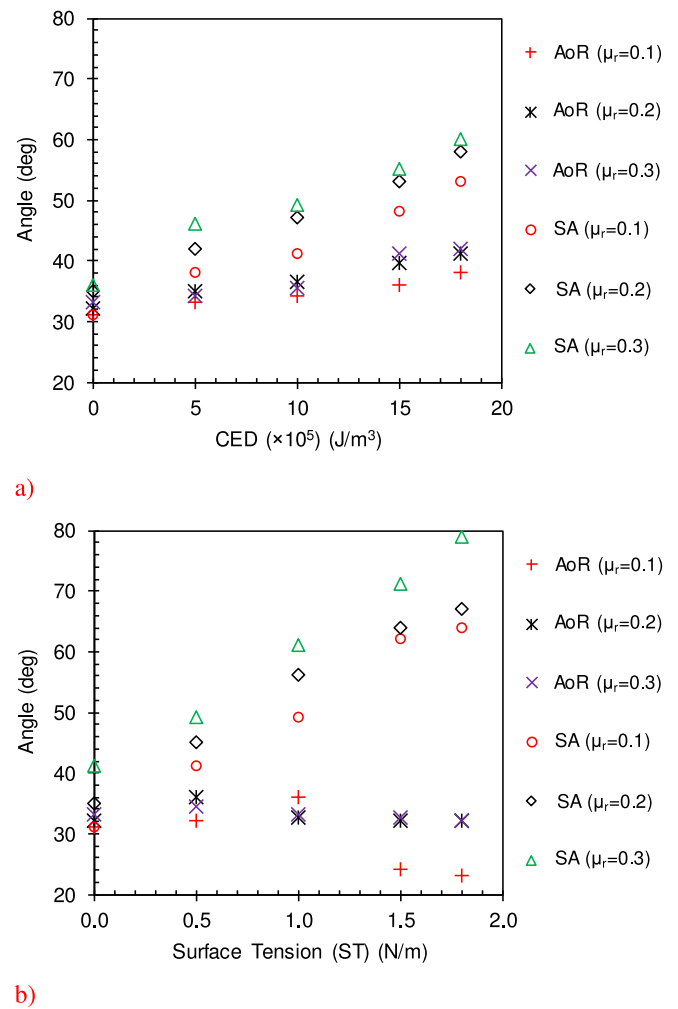 80
70
60
50
40
30
20
Angle (deg)
0
5
10
15
20
CED (×10⁵) (J/m³)
AoR (μᵣ=0.1)
AoR (μᵣ=0.2)
AoR (μᵣ=0.3)
SA (μᵣ=0.1)
SA (μᵣ=0.2)
SA (μᵣ=0.3)
a)
80
70
60
50
40
30
20
Angle (deg)
0.0
0.5
1.0
1.5
2.0
Surface Tension (ST) (N/m)
AoR (μᵣ=0.1)
AoR (μᵣ=0.2)
AoR (μᵣ=0.3)
SA (μᵣ=0.1)
SA (μᵣ=0.2)
SA (μᵣ=0.3)
b)